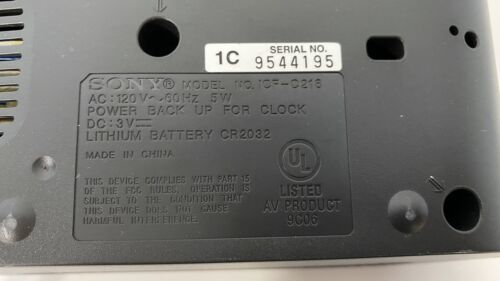 1C SERIAL NO. 9544195
SONY® MODEL NO. ICF-C218
AC:120V~60Hz 5W
POWER BACK UP FOR CLOCK
DC:3V⎓
LITHIUM BATTERY CR2032
MADE IN CHINA
THIS DEVICE COMPLIES WITH PART 15
OF THE FCC RULES. OPERATION IS
SUBJECT TO THE CONDITION THAT
THIS DEVICE DOES NOT CAUSE
HARMFUL INTERFERENCE.
UL
LISTED
AV PRODUCT
9C06